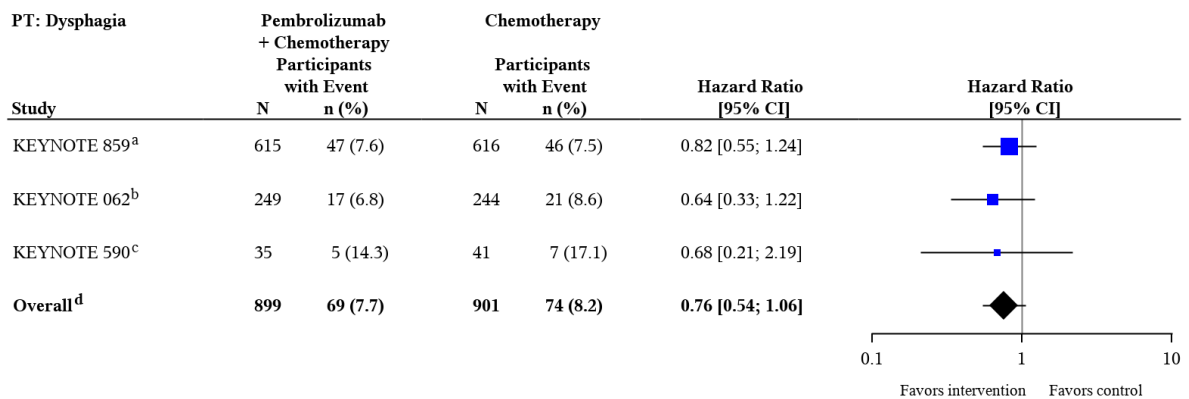 PT: Dysphagia Pembrolizumab Chemotherapy
+ Chemotherapy
Participants Participants
with Event with Event Hazard Ratio Hazard Ratio
Study N n (%) N n (%) [95% CI] [95% CI]
KEYNOTE 859a 615 47 (7.6) 616 46 (7.5) 0.82 [0.55; 1.24]
KEYNOTE 062b 249 17 (6.8) 244 21 (8.6) 0.64 [0.33; 1.22]
KEYNOTE 590c 35 5 (14.3) 41 7 (17.1) 0.68 [0.21; 2.19]
Overalld 899 69 (7.7) 901 74 (8.2) 0.76 [0.54; 1.06]
0.1 1 10
Favors intervention Favors control